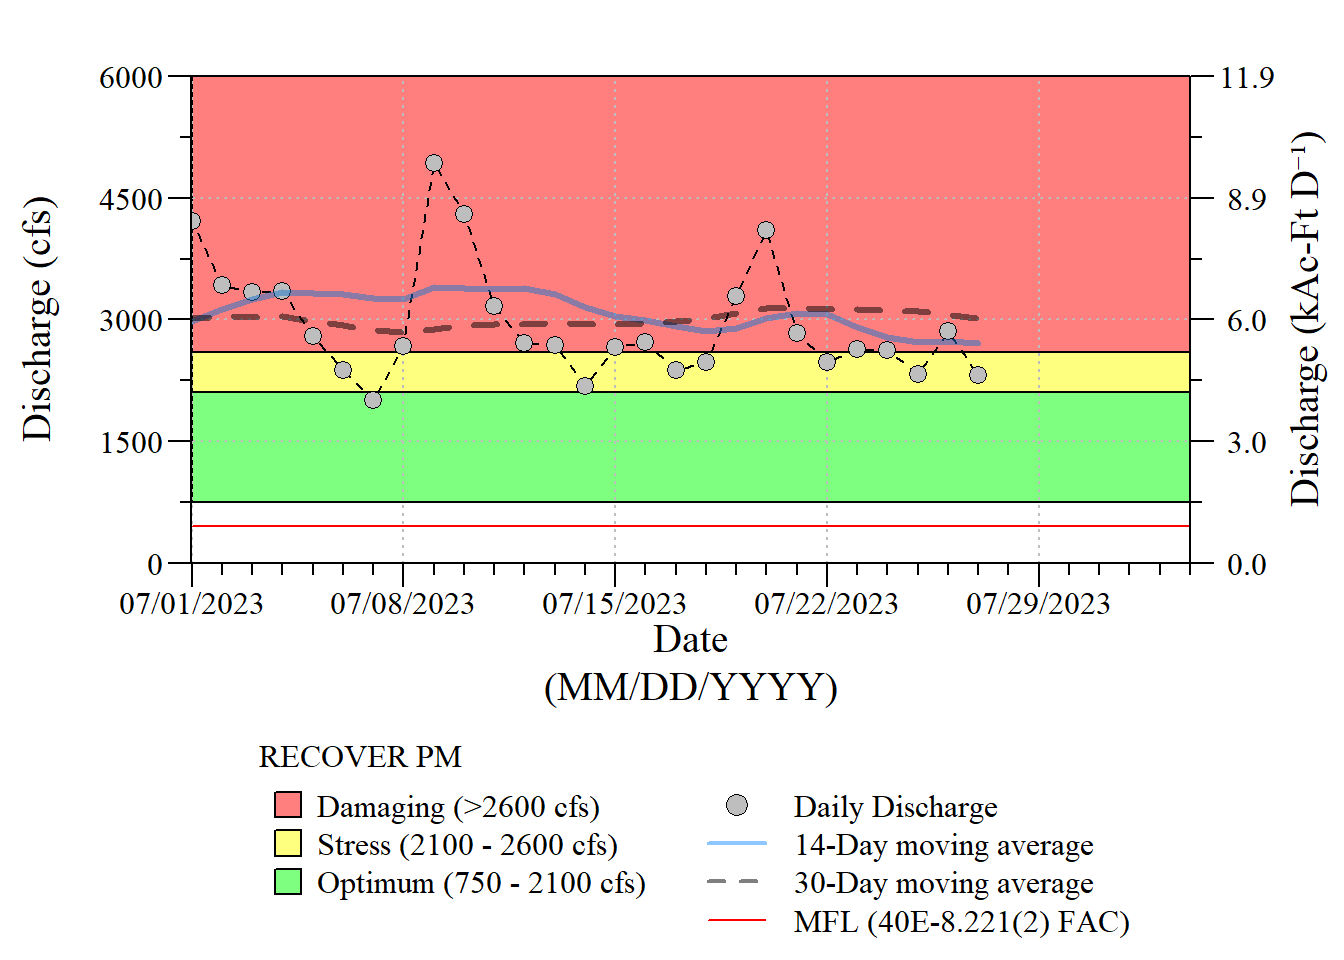 6000
4500
3000
1500
0
Discharge (cfs)
11.9
8.9
6.0
3.0
0.0
Discharge (kAc-Ft D⁻¹)
07/01/2023 07/08/2023 07/15/2023 07/22/2023 07/29/2023
Date
(MM/DD/YYYY)
RECOVER PM
Damaging (>2600 cfs)
Stress (2100 - 2600 cfs)
Optimum (750 - 2100 cfs)
Daily Discharge
14-Day moving average
30-Day moving average
MFL (40E-8.221(2) FAC)